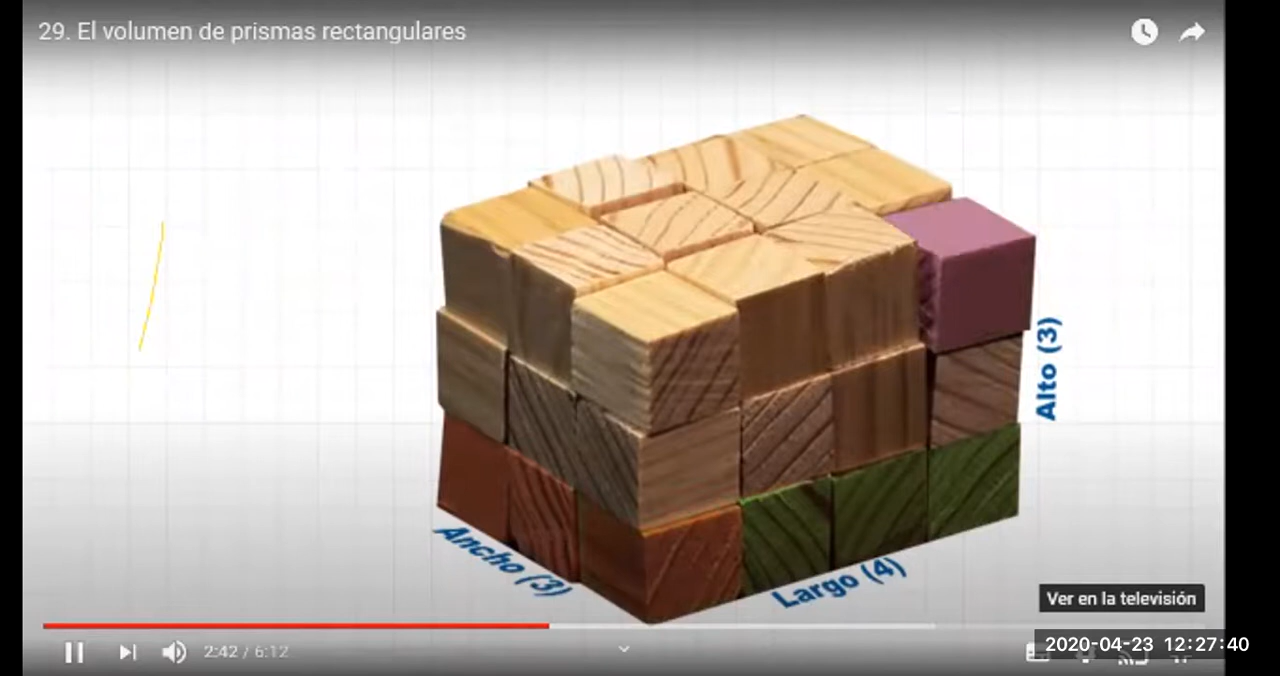 29. El volumen de prismas rectangulares
Alto (3)
Ancho (3)
Largo (4)
Ver en la televisión
2:42 / 6:12
2020-04-23 12:27:40